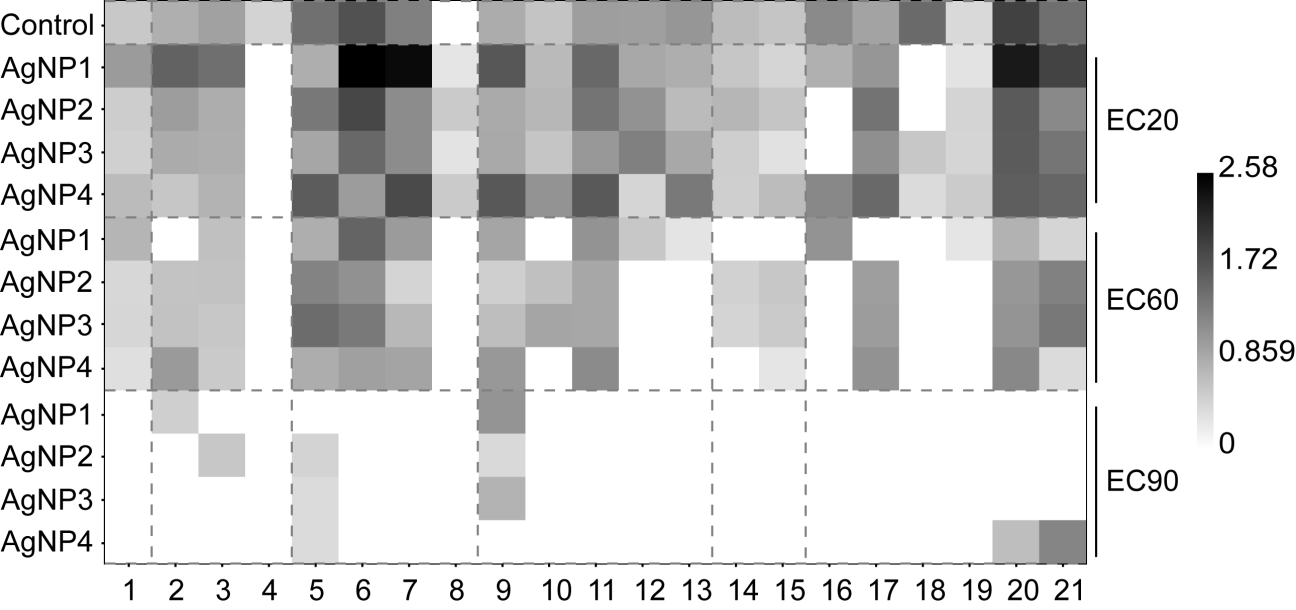 Control
AgNP1
AgNP2
AgNP3
AgNP4
EC20
AgNP1
AgNP2
AgNP3
AgNP4
EC60
AgNP1
AgNP2
AgNP3
AgNP4
EC90
1 2 3 4 5 6 7 8 9 10 11 12 13 14 15 16 17 18 19 20 21
2.58
1.72
0.859
0